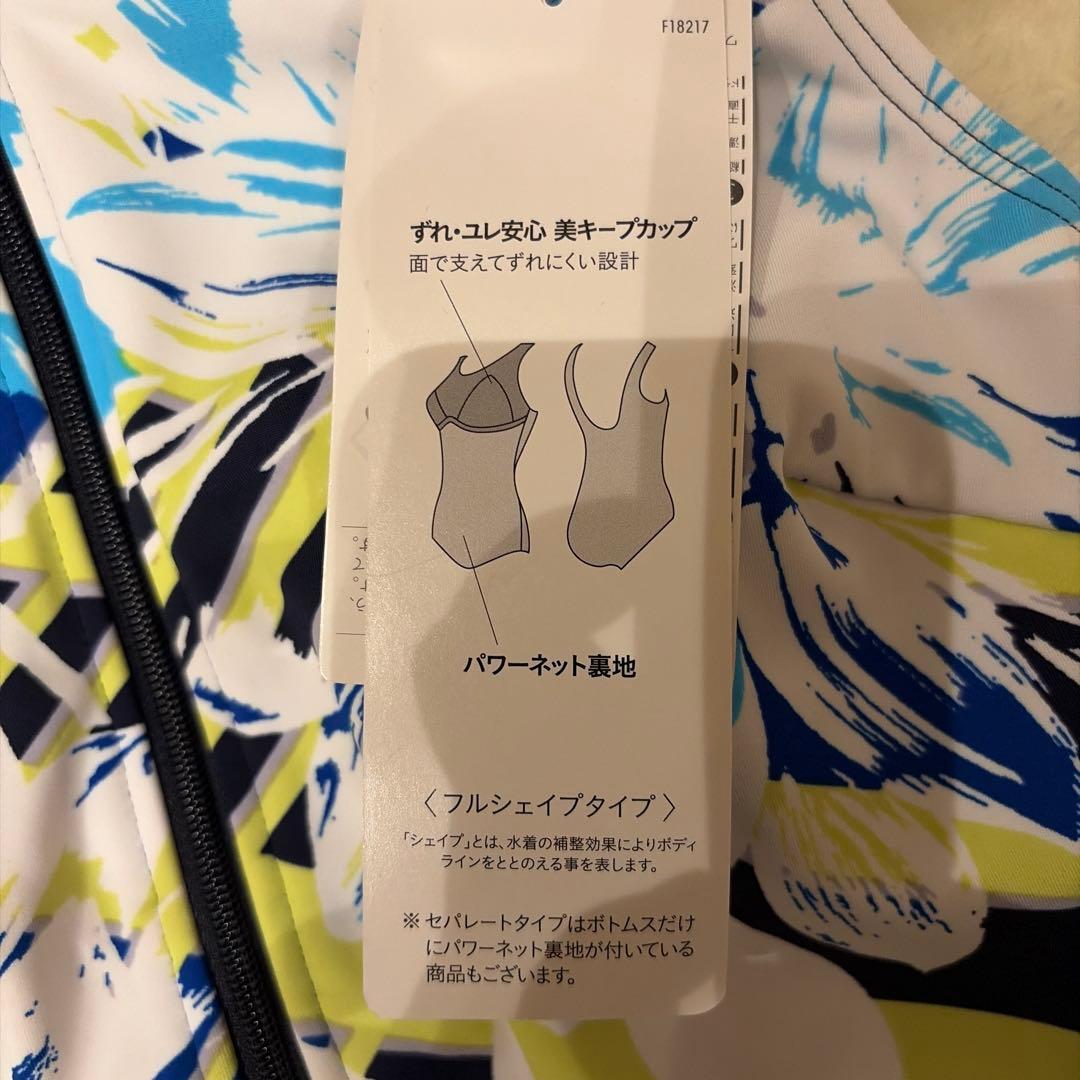 F18217
ずれ・ユレ安心 美キープカップ
面で支えてずれにくい設計
パワーネット裏地
〈 フルシェイプタイプ 〉
「シェイプ」とは、水着の補整効果によりボディ
ラインをととのえる事を表します。
※ セパレートタイプはボトムスだけ
にパワーネット裏地が付いている
商品もございます。